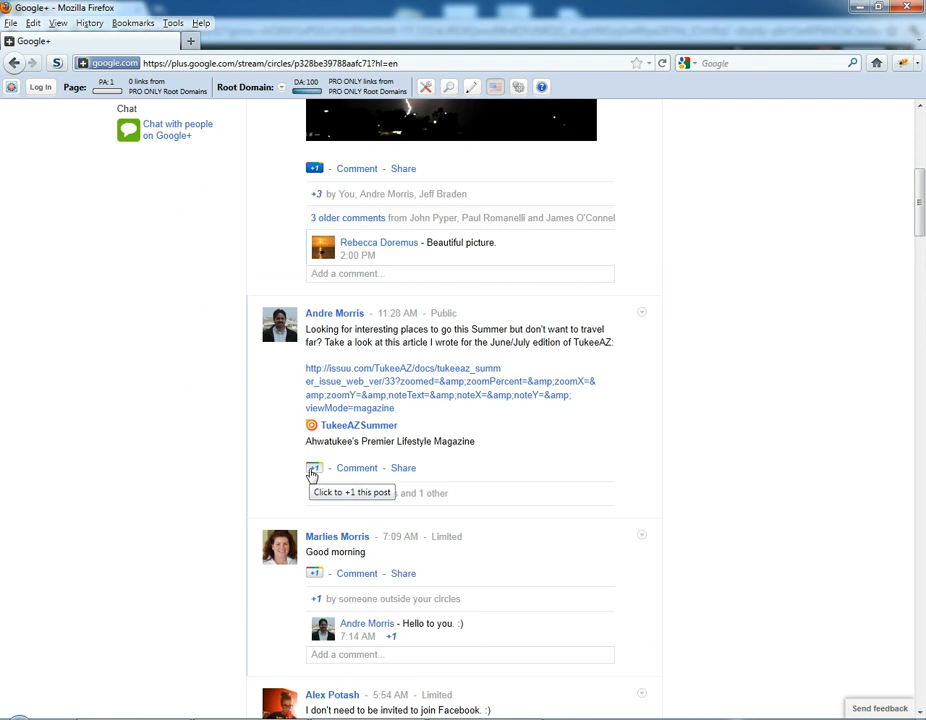 Google+ - Mozilla Firefox
File Edit View History Bookmarks Tools Help
Google+
google.com https://plus.google.com/stream/circles/p328be39788aafc71?hl=en
Google
Log In Page: PA: 1 0 links from PRO ONLY Root Domains Root Domain: DA: 100 PRO ONLY links from PRO ONLY Root Domains
Chat
Chat with people
on Google+
+1 - Comment - Share
+3 by You, Andre Morris, Jeff Braden
3 older comments from John Pyper, Paul Romanelli and James O'Connel
Rebecca Doremus - Beautiful picture.
2:00 PM
Add a comment...
Andre Morris - 11:28 AM - Public
Looking for interesting places to go this Summer but don't want to travel
far? Take a look at this article I wrote for the June/July edition of TukeeAZ:
http://issuu.com/TukeeAZ/docs/tukeeaz_summ
er_issue_web_ver/33?zoomed=&amp;zoomPercent=&amp;zoomX=&
amp;zoomY=&amp;noteText=&amp;noteX=&amp;noteY=&amp;
viewMode=magazine
TukeeAZSummer
Ahwatukee's Premier Lifestyle Magazine
+1 - Comment - Share
Click to +1 this post
s and 1 other
Marlies Morris - 7:09 AM - Limited
Good morning
+1 - Comment - Share
+1 by someone outside your circles
Andre Morris - Hello to you. :)
7:14 AM +1
Add a comment...
Alex Potash - 5:54 AM - Limited
I don't need to be invited to join Facebook. :)
Send feedback